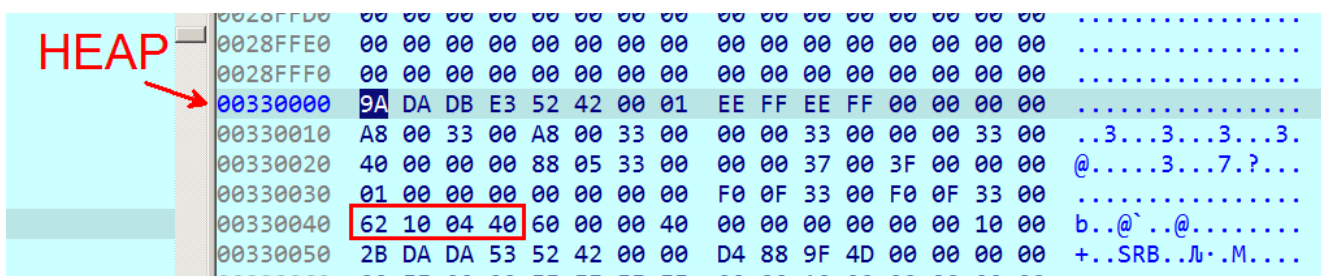 0028FFD0 00 00 00 00 00 00 00 00 00 00 00 00 00 00 00 00 ................
HEAP
0028FFE0 00 00 00 00 00 00 00 00 00 00 00 00 00 00 00 00 ................
0028FFF0 00 00 00 00 00 00 00 00 00 00 00 00 00 00 00 00 ................
00330000 9A DA DB E3 52 42 00 01 EE FF EE FF 00 00 00 00 ................
00330010 A8 00 33 00 A8 00 33 00 00 00 33 00 00 00 33 00 ..3...3...3...3.
00330020 40 00 00 00 88 05 33 00 00 00 37 00 3F 00 00 00 @.....3...7.?...
00330030 01 00 00 00 00 00 00 00 F0 0F 33 00 F0 0F 33 00 ................
00330040 62 10 04 40 60 00 00 40 00 00 00 00 00 00 10 00 b..@`..@........
00330050 2B DA DA 53 52 42 00 00 D4 88 9F 4D 00 00 00 00 +..SRB..Љ·.M....